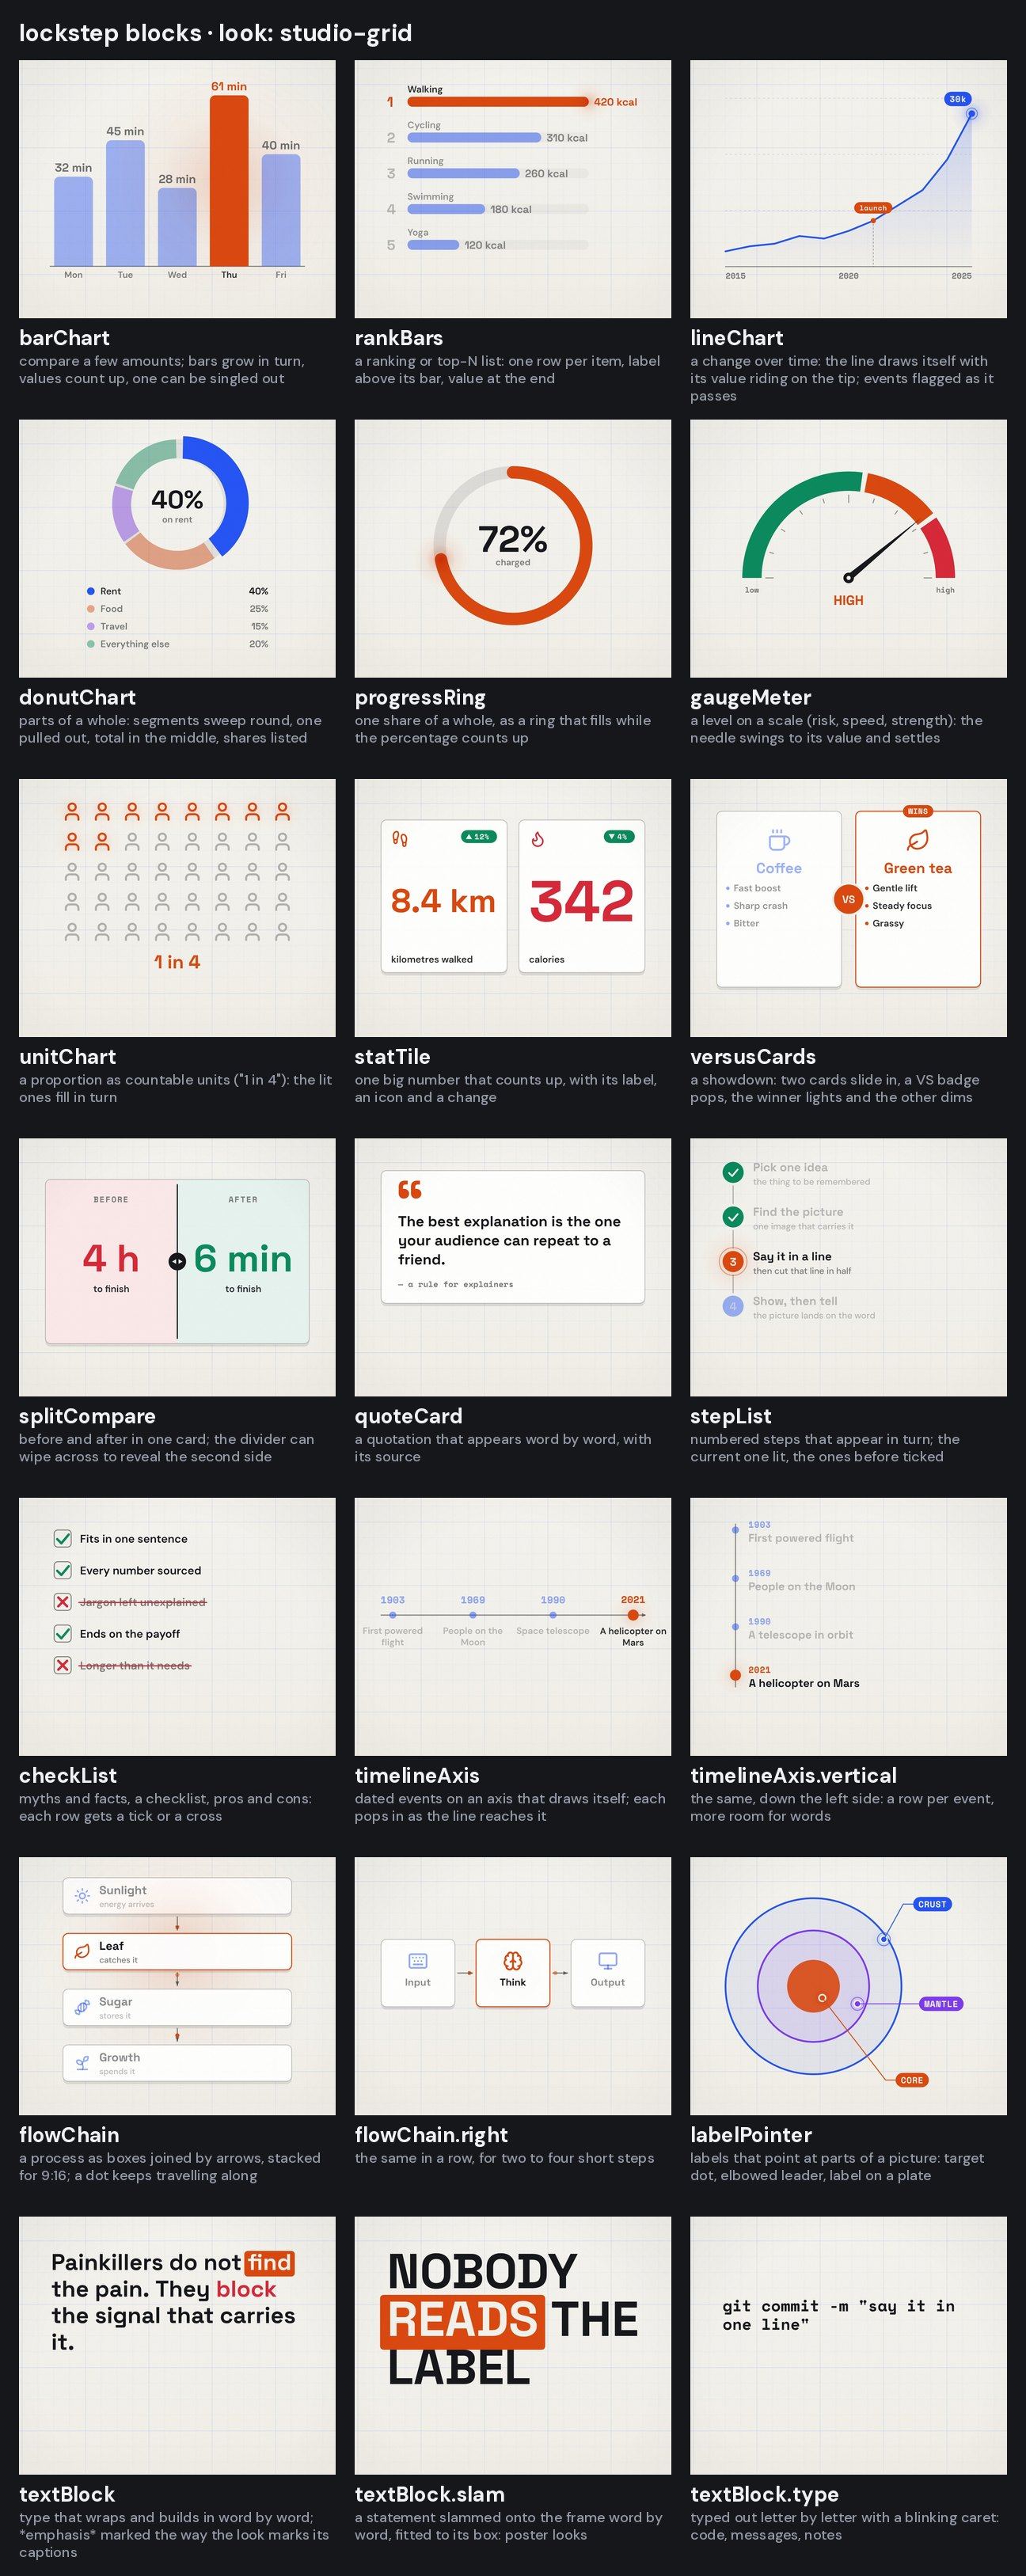 lockstep blocks · look: studio-grid
61 min
45 min
40 min
32 min
28 min
Mon Tue Wed Thu Fri
barChart
compare a few amounts; bars grow in turn,
values count up, one can be singled out
Walking
1 420 kcal
Cycling
2 310 kcal
Running
3 260 kcal
Swimming
4 180 kcal
Yoga
5 120 kcal
rankBars
a ranking or top-N list: one row per item, label
above its bar, value at the end
30k
launch
2015 2020 2025
lineChart
a change over time: the line draws itself with
its value riding on the tip; events flagged as it
passes
40%
on rent
Rent 40%
Food 25%
Travel 15%
Everything else 20%
donutChart
parts of a whole: segments sweep round, one
pulled out, total in the middle, shares listed
72%
charged
progressRing
one share of a whole, as a ring that fills while
the percentage counts up
low high
HIGH
gaugeMeter
a level on a scale (risk, speed, strength): the
needle swings to its value and settles
1 in 4
unitChart
a proportion as countable units ("1 in 4"): the lit
ones fill in turn
▲ 12%
8.4 km
kilometres walked
▼ 4%
342
calories
statTile
one big number that counts up, with its label,
an icon and a change
Coffee
Fast boost
Sharp crash
Bitter
VS
WINS
Green tea
Gentle lift
Steady focus
Grassy
versusCards
a showdown: two cards slide in, a VS badge
pops, the winner lights and the other dims
BEFORE
4 h
to finish
AFTER
6 min
to finish
splitCompare
before and after in one card; the divider can
wipe across to reveal the second side
“
The best explanation is the one
your audience can repeat to a
friend.
— a rule for explainers
quoteCard
a quotation that appears word by word, with
its source
Pick one idea
the thing to be remembered
Find the picture
one image that carries it
3 Say it in a line
then cut that line in half
4 Show, then tell
the picture lands on the word
stepList
numbered steps that appear in turn; the
current one lit, the ones before ticked
Fits in one sentence
Every number sourced
Jargon left unexplained
Ends on the payoff
Longer than it needs
checkList
myths and facts, a checklist, pros and cons:
each row gets a tick or a cross
1903 1969 1990 2021
First powered
flight
People on the
Moon
Space telescope
A helicopter on
Mars
timelineAxis
dated events on an axis that draws itself; each
pops in as the line reaches it
1903
First powered flight
1969
People on the Moon
1990
A telescope in orbit
2021
A helicopter on Mars
timelineAxis.vertical
the same, down the left side: a row per event,
more room for words
Sunlight
energy arrives
Leaf
catches it
Sugar
stores it
Growth
spends it
flowChain
a process as boxes joined by arrows, stacked
for 9:16; a dot keeps travelling along
Input Think Output
flowChain.right
the same in a row, for two to four short steps
CRUST
MANTLE
CORE
labelPointer
labels that point at parts of a picture: target
dot, elbowed leader, label on a plate
Painkillers do not find
the pain. They block
the signal that carries
it.
textBlock
type that wraps and builds in word by word;
*emphasis* marked the way the look marks its
captions
NOBODY
READS THE
LABEL
textBlock.slam
a statement slammed onto the frame word by
word, fitted to its box: poster looks
git commit -m "say it in
one line"
textBlock.type
typed out letter by letter with a blinking caret:
code, messages, notes